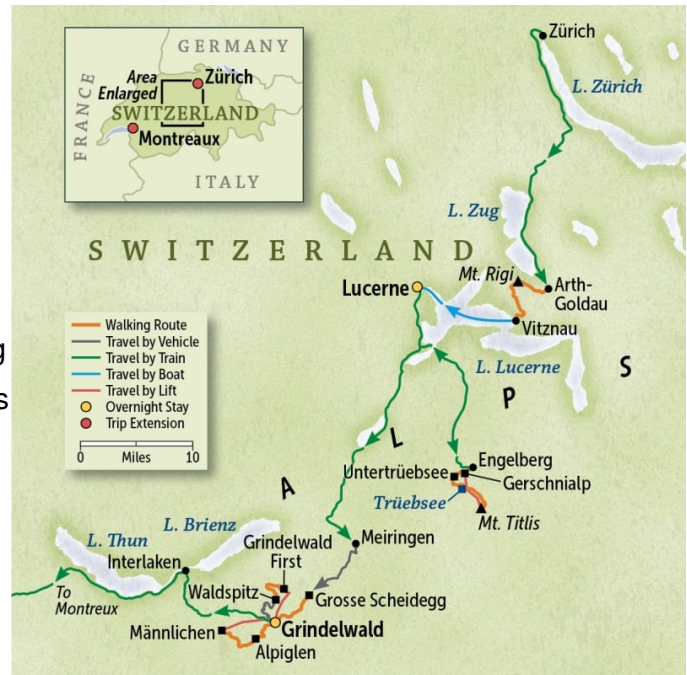 GERMANY
Area
Enlarged
Zürich
FRANCE
SWITZERLAND
Montreaux
ITALY
Zürich
L. Zürich
L. Zug
SWITZERLAND
Mt. Rigi
Arth-
Goldau
Lucerne
Vitznau
L. Lucerne
g
s
Walking Route
Travel by Vehicle
Travel by Train
Travel by Boat
Travel by Lift
Overnight Stay
Trip Extension
0 Miles 10
A L P S
Engelberg
Untertrüebsee
Gerschnialp
Trüebsee
Mt. Titlis
L. Thun
L. Brienz
Interlaken
Meiringen
Grindelwald
First
To
Montreux
Waldspitz
Grosse Scheidegg
Männlichen
Grindelwald
Alpiglen